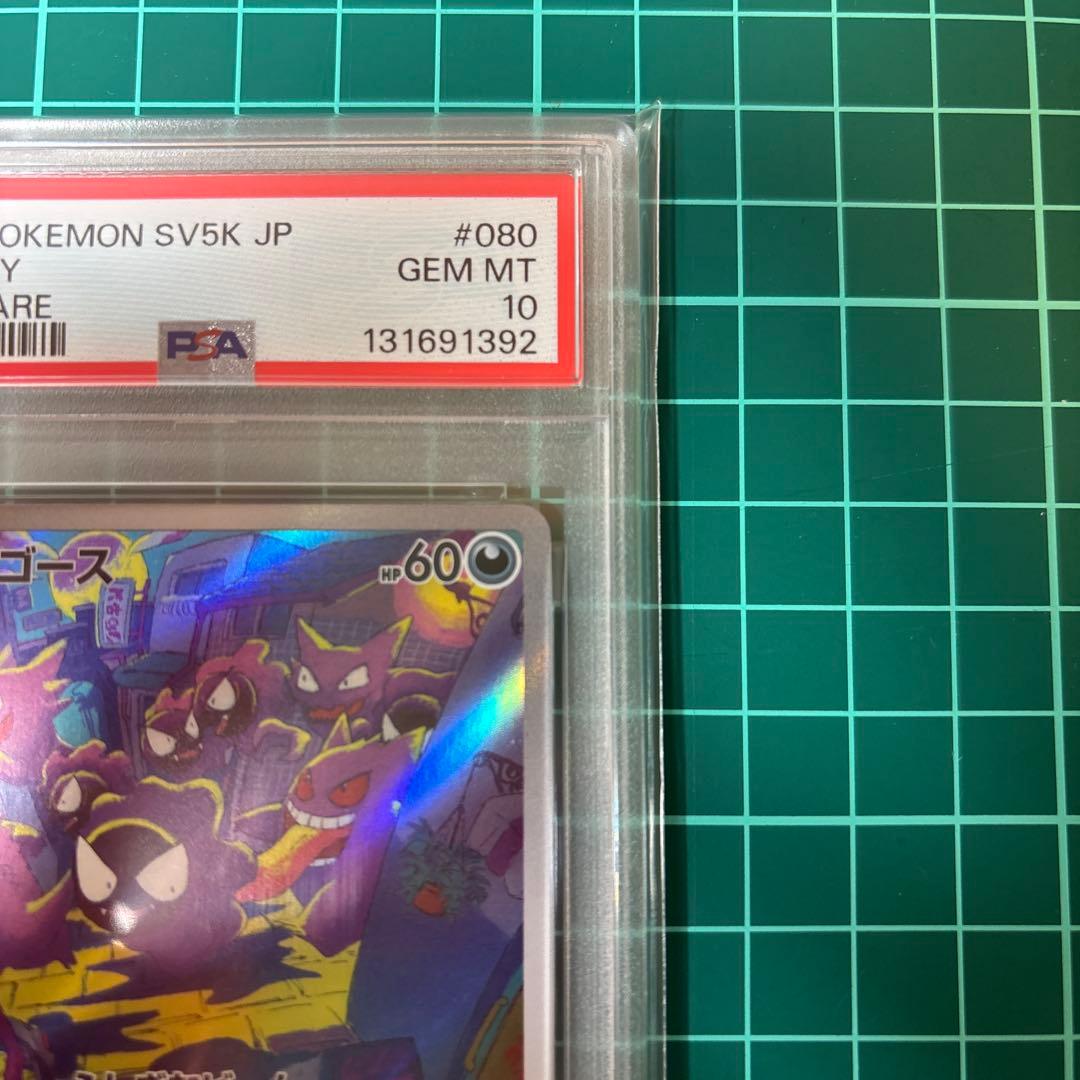 OKEMON SV5K JP #080
Y GEM MT
ARE 10
PSA 131691392
ゴース HP60